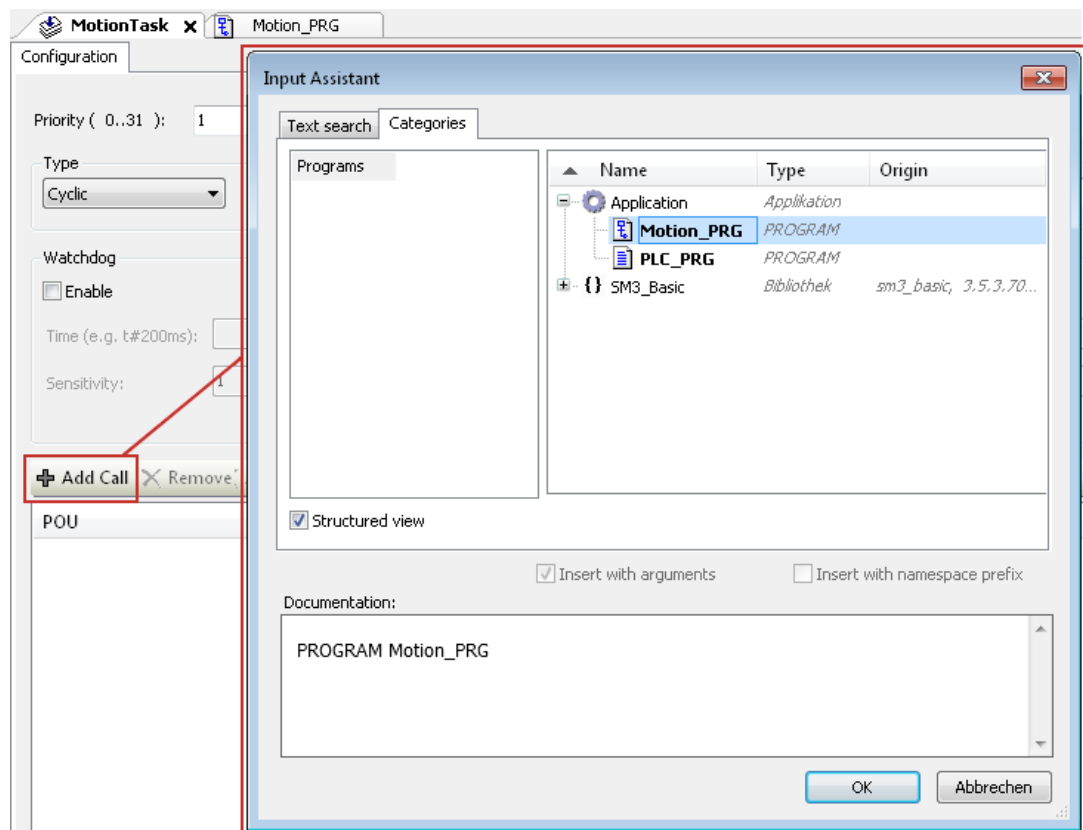 MotionTask Motion_PRG
Configuration
Input Assistant
Priority ( 0..31 ): 1
Text search Categories
Type
Cyclic
Programs
Name Type Origin
Application Applikation
Motion_PRG PROGRAM
PLC_PRG PROGRAM
{} SM3_Basic Bibliothek sm3_basic, 3.5.3.70...
Watchdog
Enable
Time (e.g. t#200ms):
Sensitivity: 1
Add Call Remove
POU
Structured view
Insert with arguments Insert with namespace prefix
Documentation:
PROGRAM Motion_PRG
OK Abbrechen